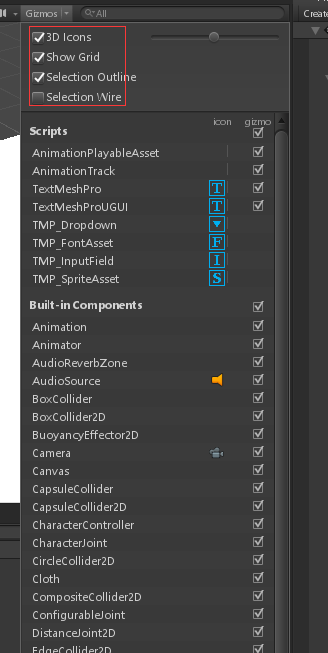 Gizmos All Create
3D Icons
Show Grid
Selection Outline
Selection Wire
icon gizmo
Scripts
AnimationPlayableAsset
AnimationTrack
TextMeshPro T
TextMeshProUGUI T
TMP_Dropdown
TMP_FontAsset F
TMP_InputField I
TMP_SpriteAsset S
Built-in Components
Animation
Animator
AudioReverbZone
AudioSource
BoxCollider
BoxCollider2D
BuoyancyEffector2D
Camera
Canvas
CapsuleCollider
CapsuleCollider2D
CharacterController
CharacterJoint
CircleCollider2D
Cloth
CompositeCollider2D
ConfigurableJoint
DistanceJoint2D
EdgeCollider2D